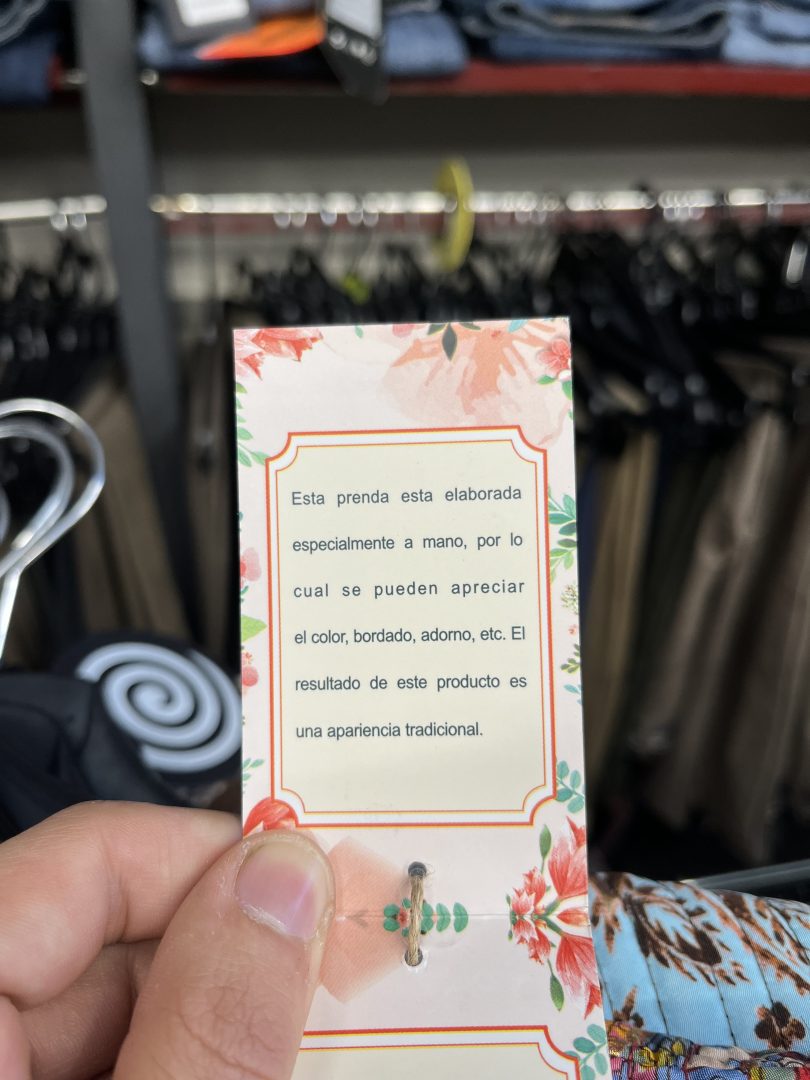 Esta prenda esta elaborada
especialmente a mano, por lo
cual se pueden apreciar
el color, bordado, adorno, etc. El
resultado de este producto es
una apariencia tradicional.